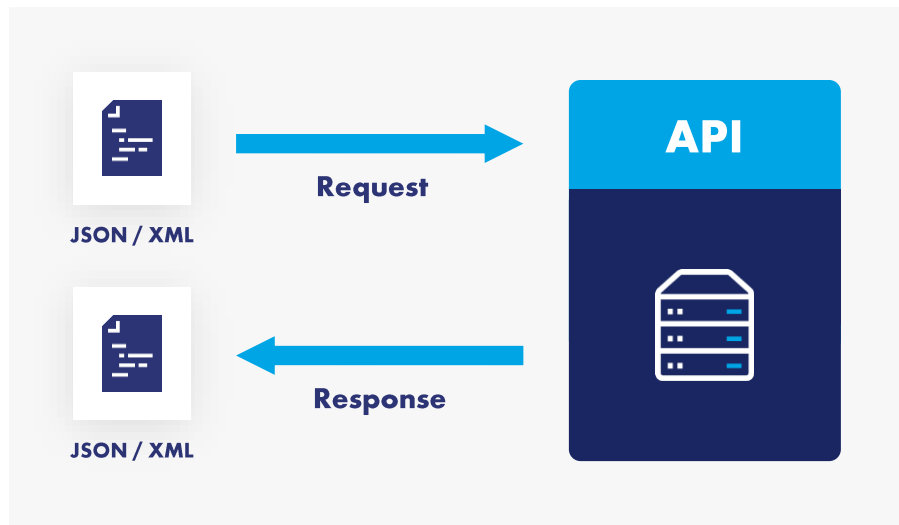 API
Request
JSON / XML
Response
JSON / XML